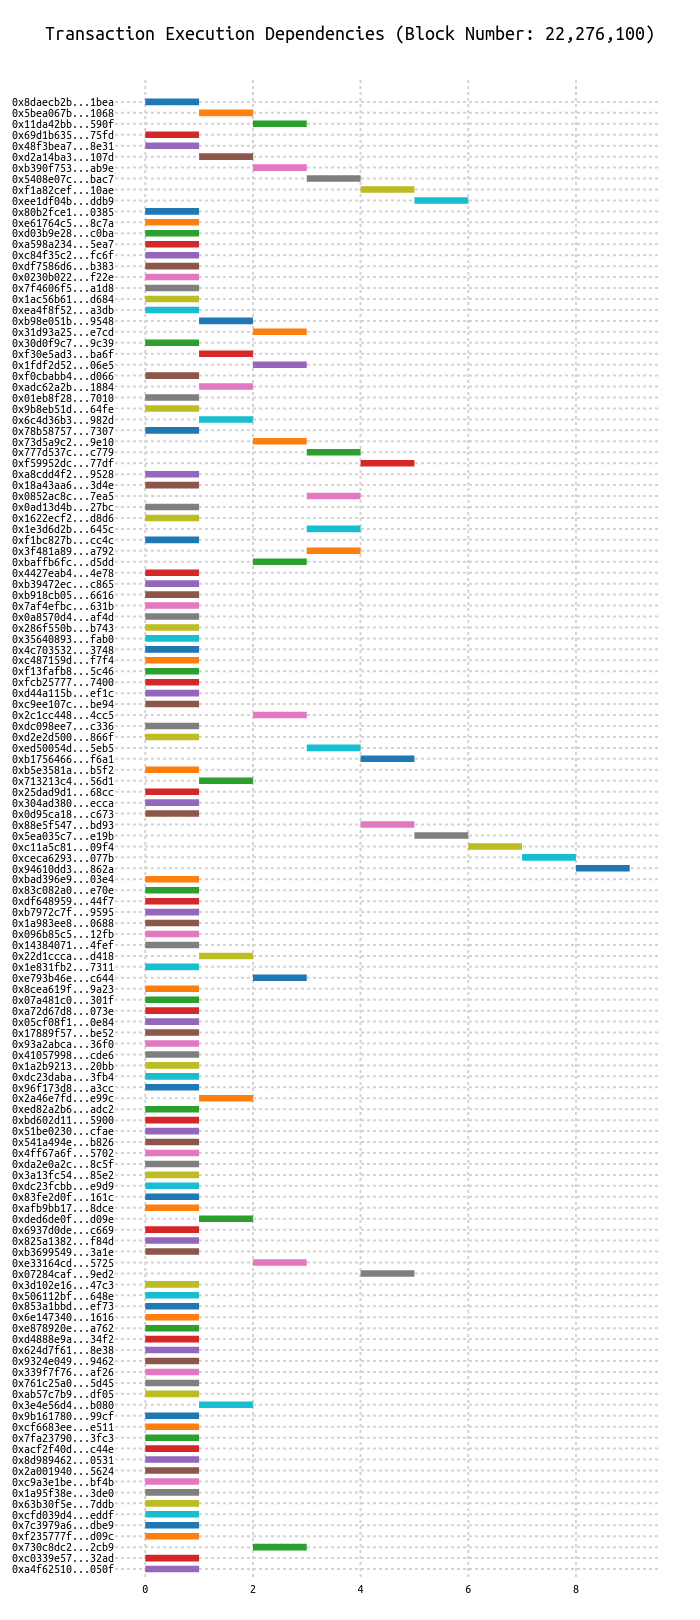 Transaction Execution Dependencies (Block Number: 22,276,100)
0x8daecb2b...1bea
0x5bea067b...1068
0x11da42bb...590f
0x69d1b635...75fd
0x48f3bea7...8e31
0xd2a14ba3...107d
0xb390f753...ab9e
0x5408e07c...bac7
0xf1a82cef...10ae
0xee1df04b...ddb9
0x80b2fce1...0385
0xe61764c5...8c7a
0xd03b9e28...c0ba
0xa598a234...5ea7
0xc84f35c2...fc6f
0xdf7586d6...b383
0x0230b022...f22e
0x7f4606f5...a1d8
0x1ac56b61...d684
0xea4f8f52...a3db
0xb98e051b...9548
0x31d93a25...e7cd
0x30d0f9c7...9c39
0xf30e5ad3...ba6f
0x1fdf2d52...06e5
0xf0cbabb4...d066
0xadc62a2b...1884
0x01eb8f28...7010
0x9b8eb51d...64fe
0x6c4d36b3...982d
0x78b58757...7307
0x73d5a9c2...9e10
0x777d537c...c779
0xf59952dc...77df
0xa8cdd4f2...9528
0x18a43aa6...3d4e
0x0852ac8c...7ea5
0x0ad13d4b...27bc
0x1622ecf2...d8d6
0x1e3d6d2b...645c
0xf1bc827b...cc4c
0x3f481a89...a792
0xbaffb6fc...d5dd
0x4427eab4...4e78
0xb39472ec...c865
0xb918cb05...6616
0x7af4efbc...631b
0x0a8570d4...af4d
0x286f550b...b743
0x35640893...fab0
0x4c703532...3748
0xc487159d...f7f4
0xf13fafb8...5c46
0xfcb25777...7400
0xd44a115b...ef1c
0xc9ee107c...be94
0x2c1cc448...4cc5
0xdc098ee7...c336
0xd2e2d500...866f
0xed50054d...5eb5
0xb1756466...f6a1
0xb5e3581a...b5f2
0x713213c4...56d1
0x25dad9d1...68cc
0x304ad380...ecca
0x0d95ca18...c673
0x88e5f547...bd93
0x5ea035c7...e19b
0xc11a5c81...09f4
0xceca6293...077b
0x94610dd3...862a
0xbad396e9...03e4
0x83c082a0...e70e
0xdf648959...44f7
0xb7972c7f...9595
0x1a983ee8...0688
0x096b85c5...12fb
0x14384071...4fef
0x22d1ccca...d418
0x1e831fb2...7311
0xe793b46e...c644
0x8cea619f...9a23
0x07a481c0...301f
0xa72d67d8...073e
0x05cf08f1...0e84
0x17889f57...be52
0x93a2abca...36f0
0x41057998...cde6
0x1a2b9213...20bb
0xdc23daba...3fb4
0x96f173d8...a3cc
0x2a46e7fd...e99c
0xed82a2b6...adc2
0xbd602d11...5900
0x51be0230...cfae
0x541a494e...b826
0x4ff67a6f...5702
0xda2e0a2c...8c5f
0x3a13fc54...85e2
0xdc23fcbb...e9d9
0x83fe2d0f...161c
0xafb9bb17...8dce
0xded6de0f...d09e
0x6937d0de...c669
0x825a1382...f84d
0xb3699549...3a1e
0xe33164cd...5725
0x07284caf...9ed2
0x3d102e16...47c3
0x506112bf...648e
0x853a1bbd...ef73
0x6e147340...1616
0xe878920e...a762
0xd4888e9a...34f2
0x624d7f61...8e38
0x9324e049...9462
0x339f7f76...af26
0x761c25a0...5d45
0xab57c7b9...df05
0x3e4e56d4...b080
0x9b161780...99cf
0xcf6683ee...e511
0x7fa23790...3fc3
0xacf2f40d...c44e
0x8d989462...0531
0x2a001940...5624
0xc9a3e1be...bf4b
0x1a95f38e...3de0
0x63b30f5e...7ddb
0xcfd039d4...eddf
0x7c3979a6...dbe9
0xf235777f...d09c
0x730c8dc2...2cb9
0xc0339e57...32ad
0xa4f62510...050f
0 2 4 6 8